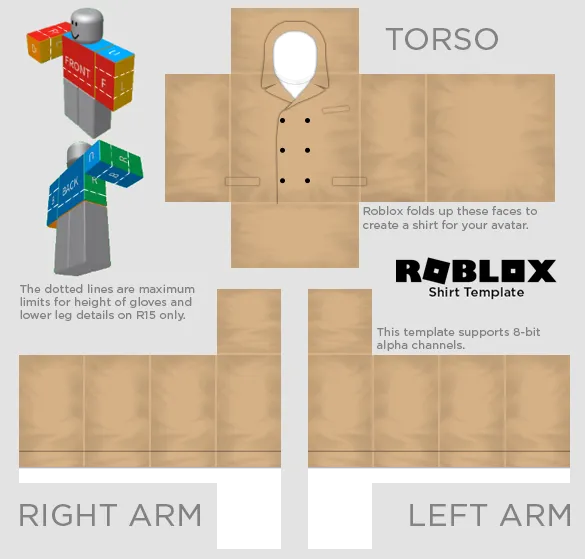 TORSO
FRONT
F
L
R
D
U
BACK
R
B
U
R
B
Roblox folds up these faces to
create a shirt for your avatar.
ROBLOX
Shirt Template
The dotted lines are maximum
limits for height of gloves and
lower leg details on R15 only.
This template supports 8-bit
alpha channels.
RIGHT ARM
LEFT ARM